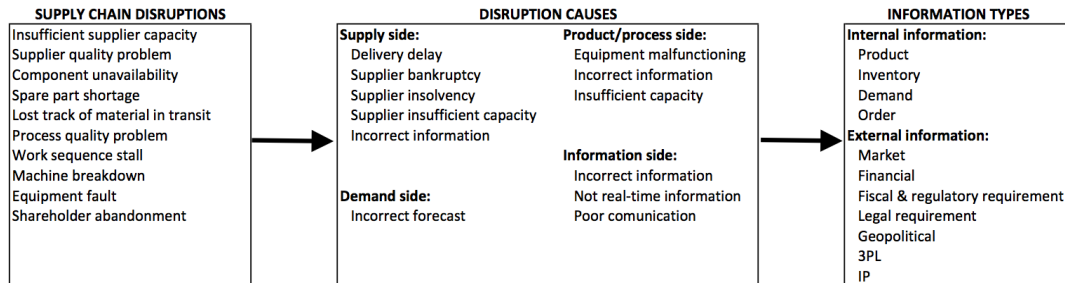 SUPPLY CHAIN DISRUPTIONS
Insufficient supplier capacity
Supplier quality problem
Component unavailability
Spare part shortage
Lost track of material in transit
Process quality problem
Work sequence stall
Machine breakdown
Equipment fault
Shareholder abandonment
DISRUPTION CAUSES
Supply side:
Delivery delay
Supplier bankruptcy
Supplier insolvency
Supplier insufficient capacity
Incorrect information
Demand side:
Incorrect forecast
Product/process side:
Equipment malfunctioning
Incorrect information
Insufficient capacity
Information side:
Incorrect information
Not real-time information
Poor comunication
INFORMATION TYPES
Internal information:
Product
Inventory
Demand
Order
External information:
Market
Financial
Fiscal & regulatory requirement
Legal requirement
Geopolitical
3PL
IP